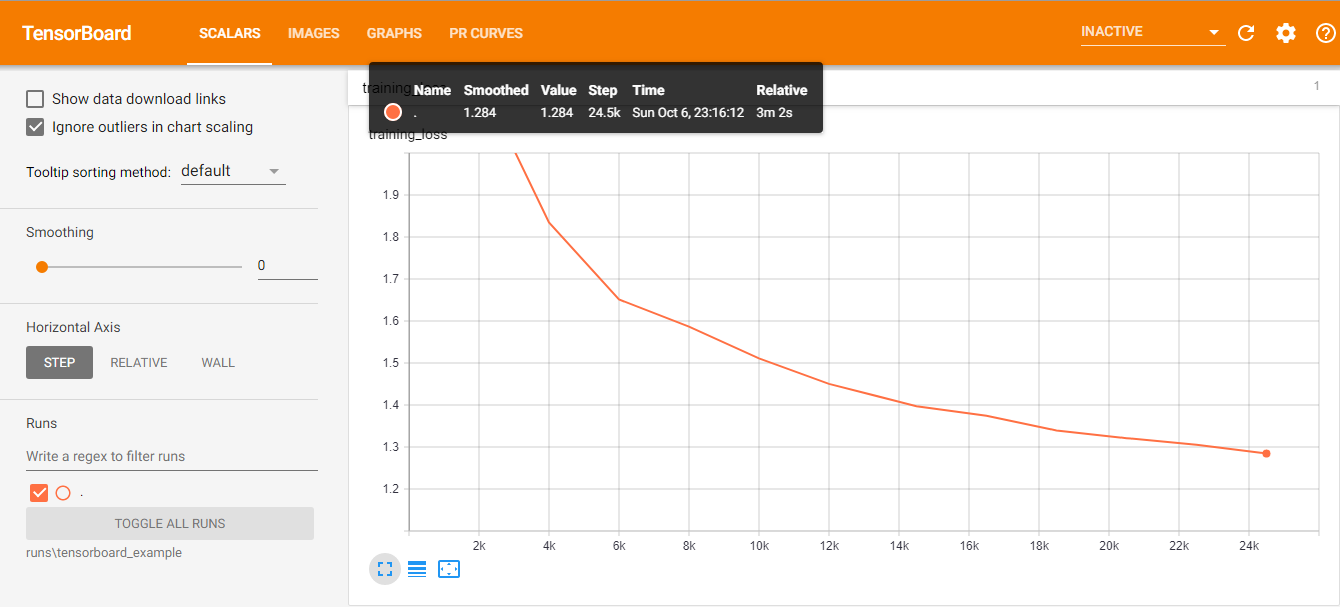 TensorBoard SCALARS IMAGES GRAPHS PR CURVES INACTIVE
Show data download links
Ignore outliers in chart scaling
Tooltip sorting method: default
Smoothing
0
Horizontal Axis
STEP RELATIVE WALL
Runs
Write a regex to filter runs
.
TOGGLE ALL RUNS
runs\tensorboard_example
training_loss 1
Name Smoothed Value Step Time Relative
. 1.284 1.284 24.5k Sun Oct 6, 23:16:12 3m 2s
training_loss
1.9
1.8
1.7
1.6
1.5
1.4
1.3
1.2
2k 4k 6k 8k 10k 12k 14k 16k 18k 20k 22k 24k